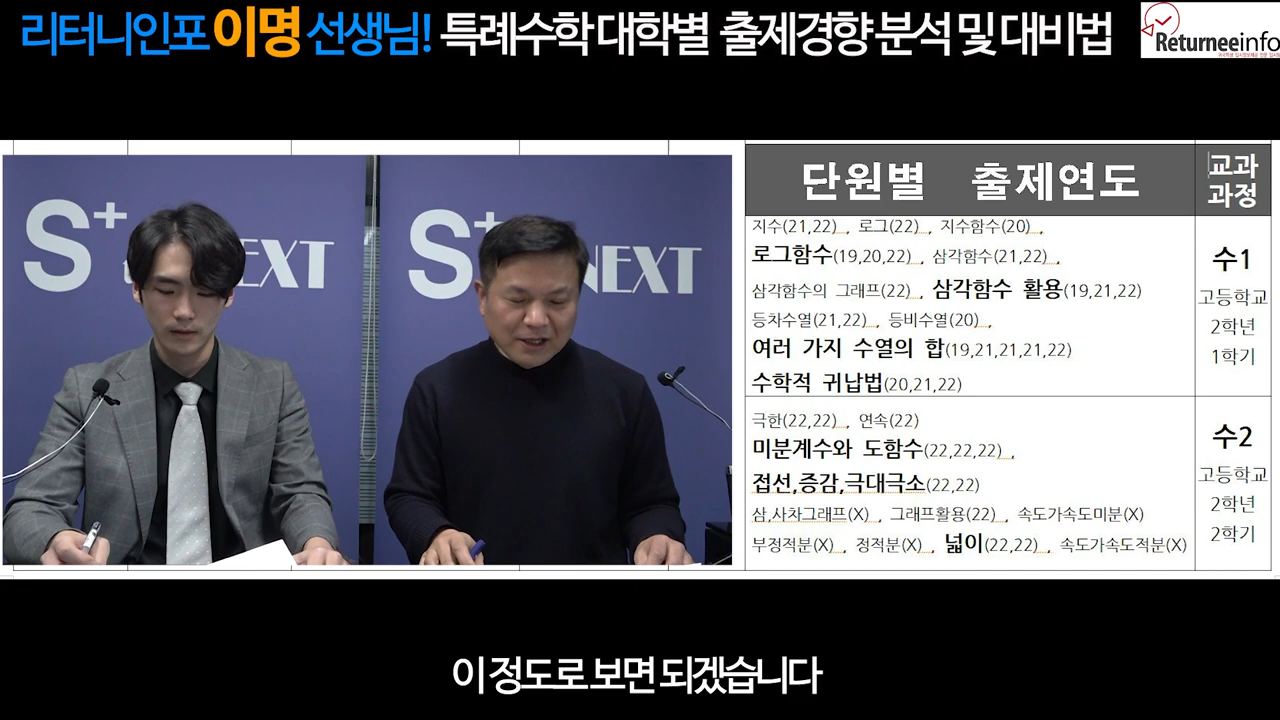 리터니인포 이명 선생님! 특례수학 대학별 출제경향 분석 및 대비법
Returneeinfo
S+ NEXT
S+ NEXT
단원별 출제연도
교과
과정
지수(21,22) , 로그(22) , 지수함수(20) ,
로그함수(19,20,22) , 삼각함수(21,22) ,
삼각함수의 그래프(22) , 삼각함수 활용(19,21,22)
등차수열(21,22) , 등비수열(20) ,
여러 가지 수열의 합(19,21,21,21,22)
수학적 귀납법(20,21,22)
수1
고등학교
2학년
1학기
극한(22,22) , 연속(22)
미분계수와 도함수(22,22,22) ,
접선,증감,극대극소(22,22)
삼,사차그래프(X) , 그래프활용(22) , 속도가속도미분(X)
부정적분(X) , 정적분(X) , 넓이(22,22) , 속도가속도적분(X)
수2
고등학교
2학년
2학기
이 정도로 보면 되겠습니다